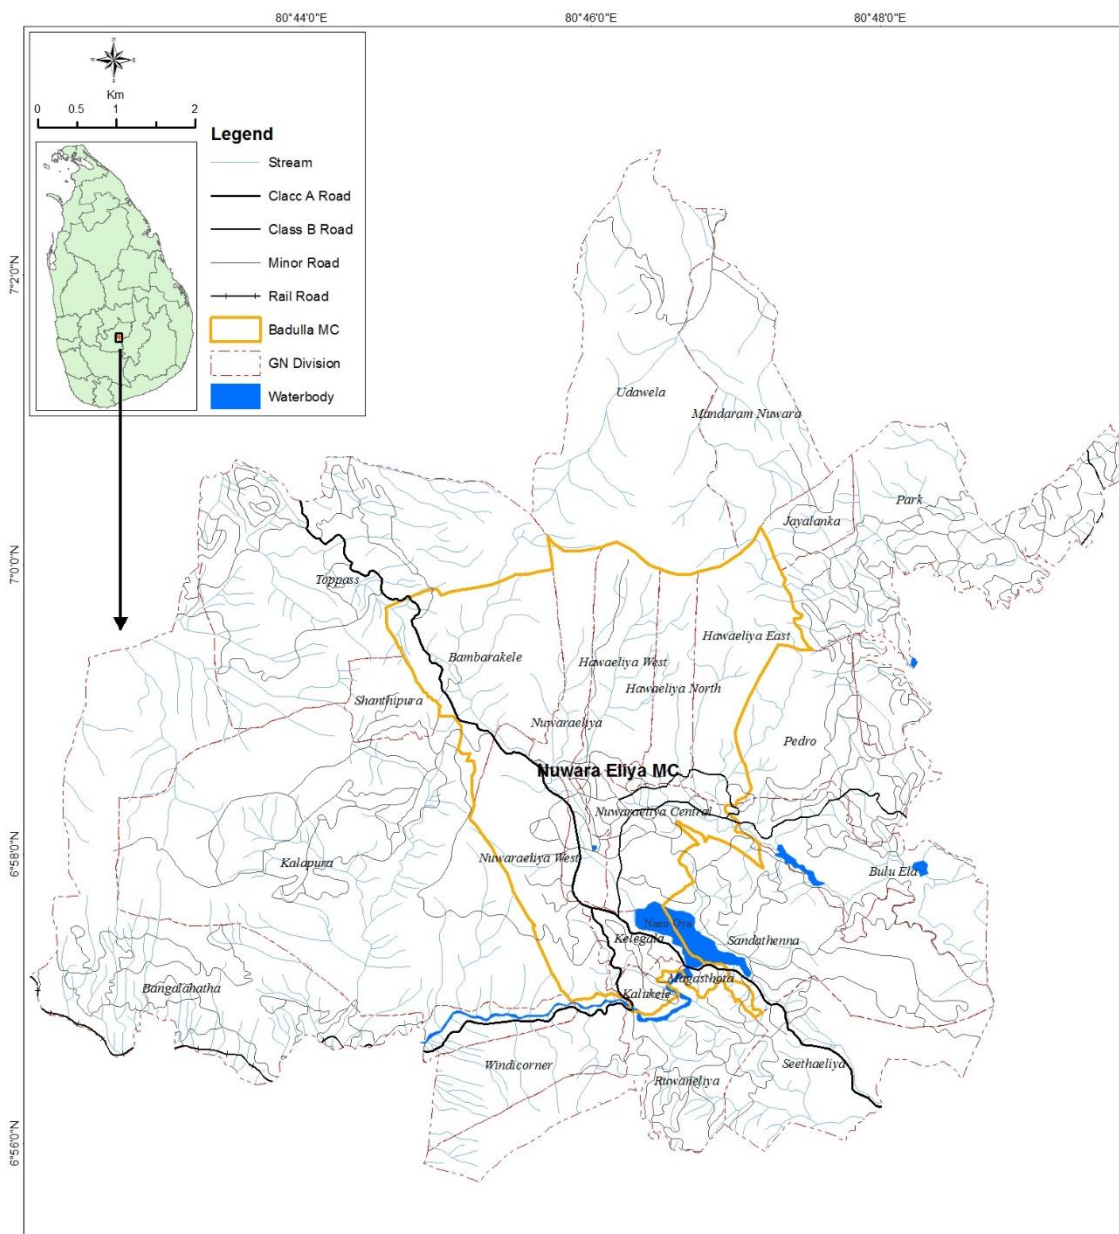 80°44'0"E
80°46'0"E
80°48'0"E
N
W
E
S
Km
0 0.5 1 2
Legend
Stream
Clacc A Road
Class B Road
Minor Road
Rail Road
Badulla MC
GN Division
Waterbody
7°2'0"N
7°0'0"N
6°58'0"N
6°56'0"N
Udawela
Mandaram Nuwara
Park
Jayalanka
Toppass
Hawaeliya East
Bambarakele
Hawaeliya West
Hawaeliya North
Shanthipura
Nuwaraeliya
Pedro
Nuwara Eliya MC
Nuwaraeliya Central
Nuwaraeliya West
Kalapura
Bulu Ela
Nanu Oya
Kelegala
Sandathenna
Magasthota
Bangalahatha
Kalukele
Windicorner
Seethaeliya
Ruwaneliya